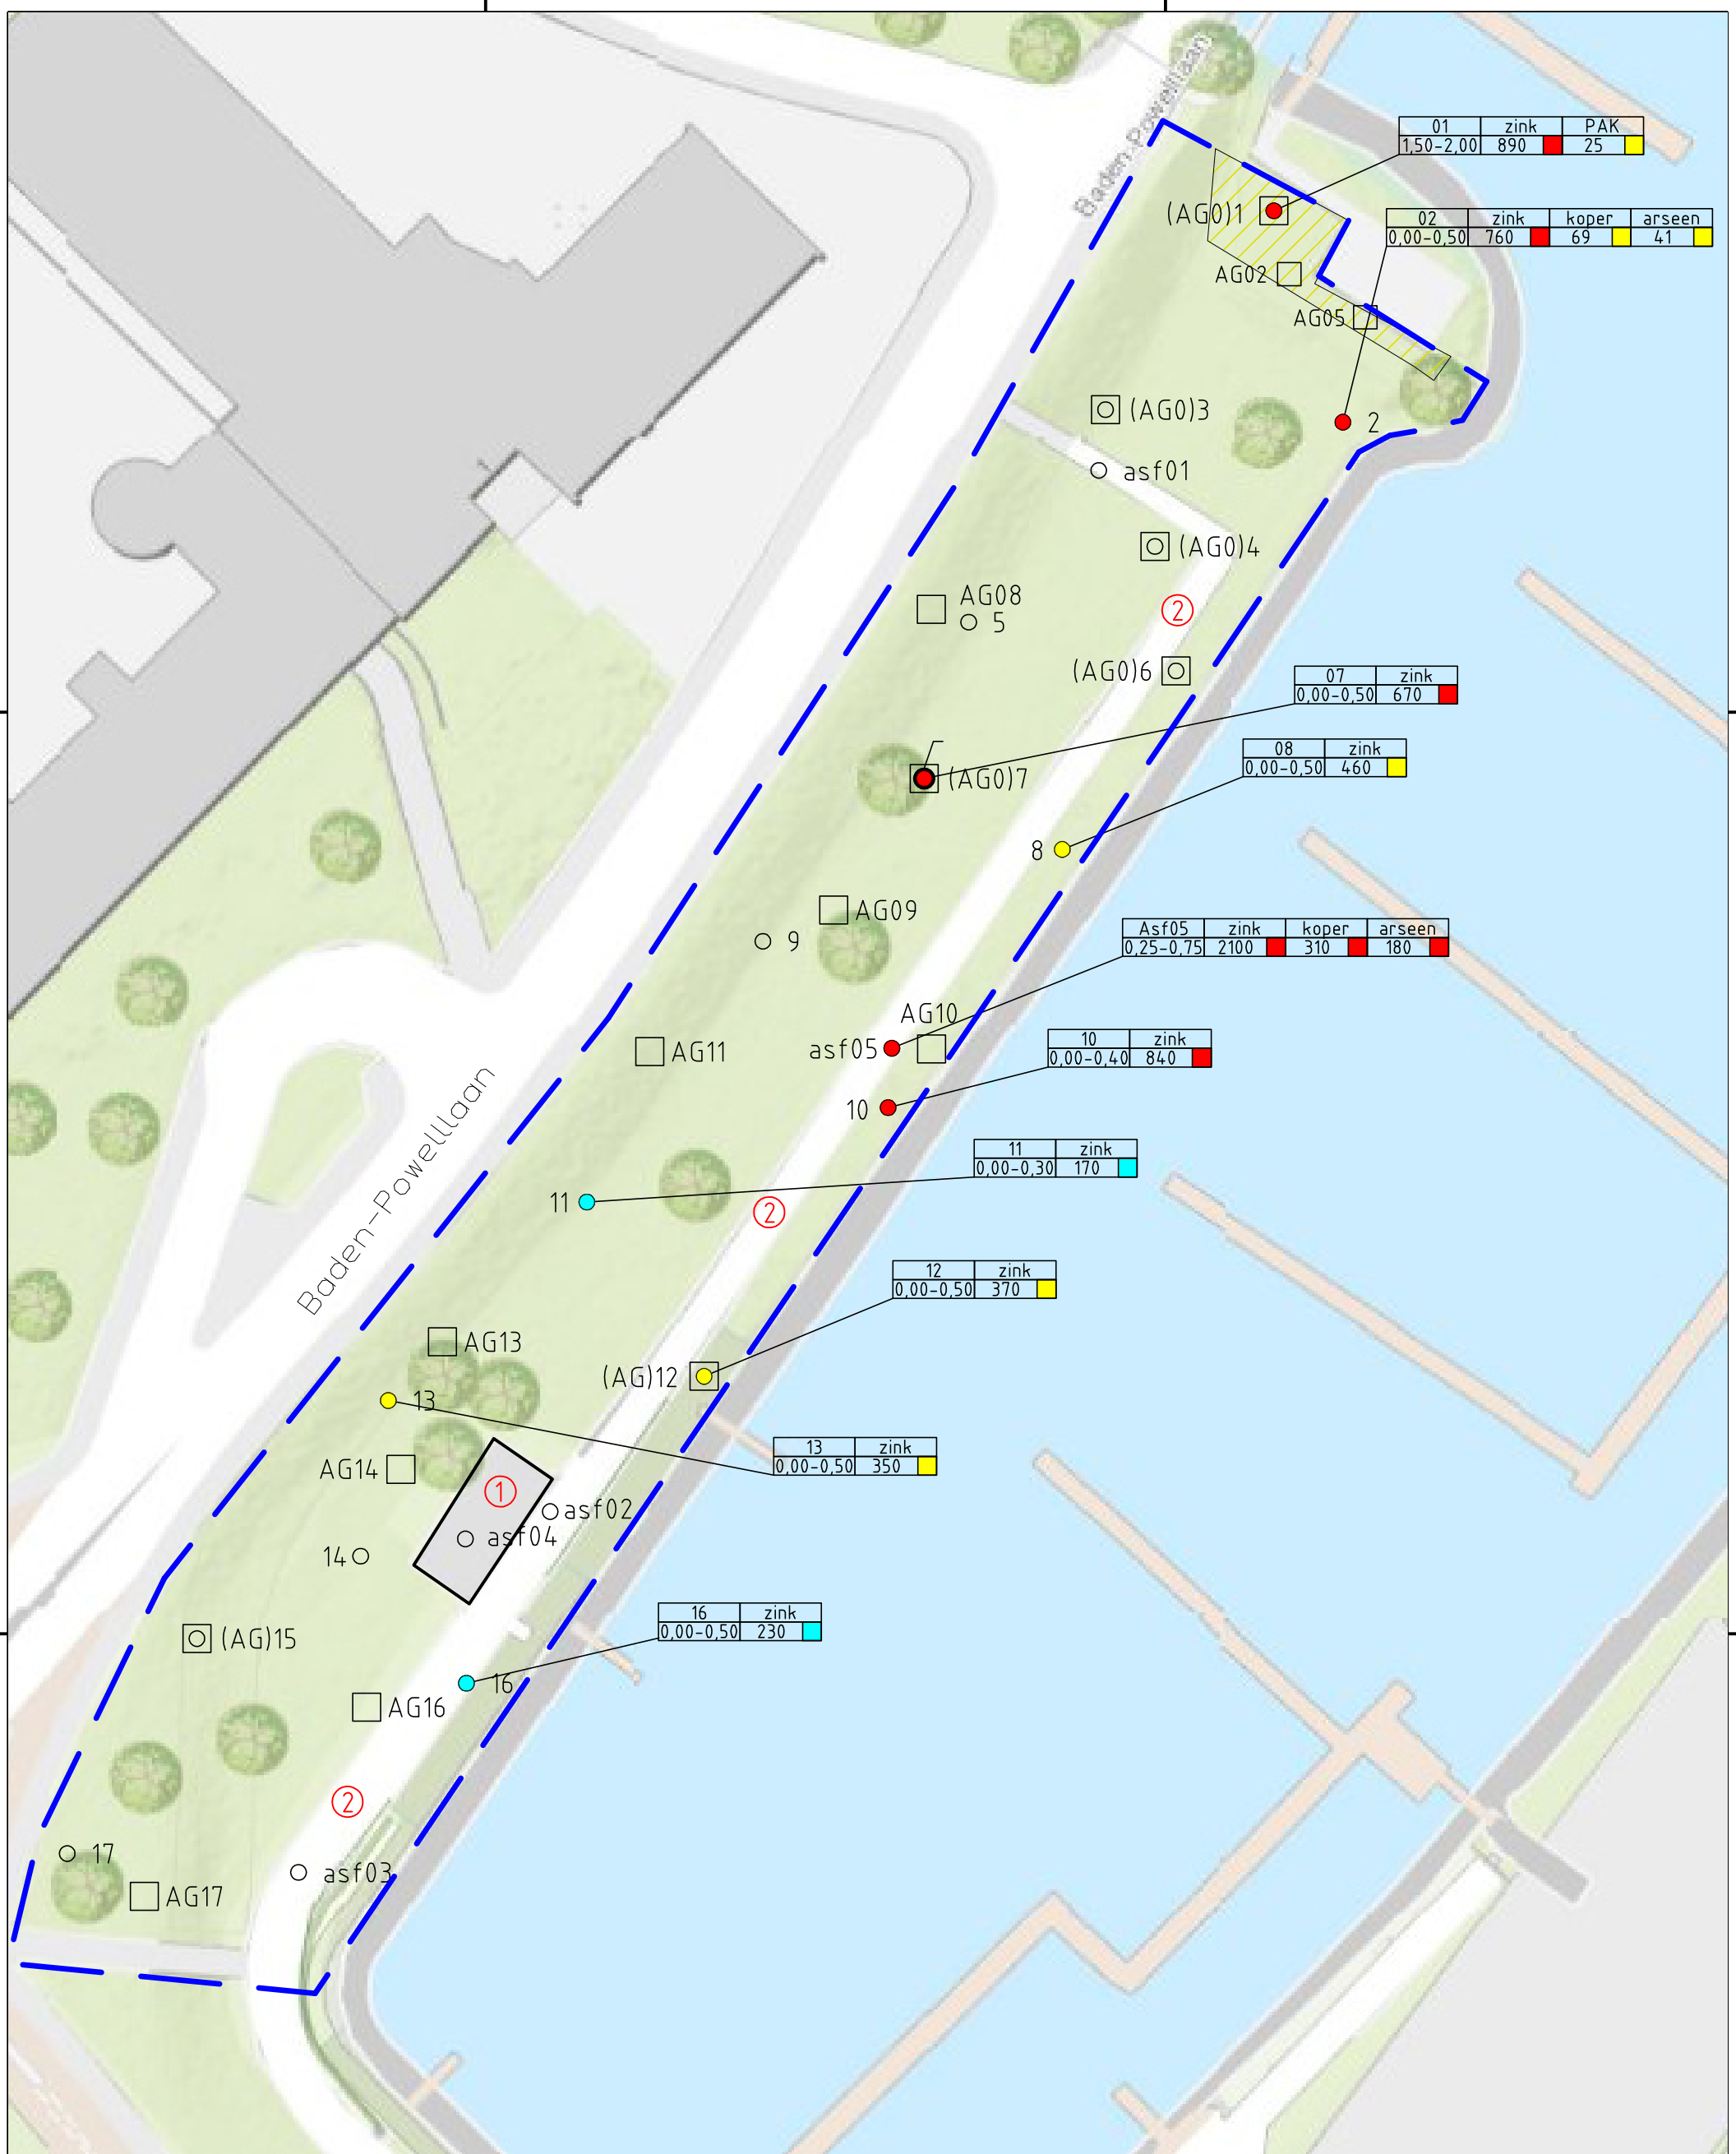 Baden-Powelllaan
01 zink PAK
1,50-2,00 890 25
(AG0)1
02 zink koper arseen
0,00-0,50 760 69 41
AG02
AG05
(AG0)3
2
asf01
(AG0)4
AG08
5
2
(AG0)6
07 zink
0,00-0,50 670
08 zink
0,00-0,50 460
(AG0)7
8
AG09
9
Asf05 zink koper arseen
0,25-0,75 2100 310 180
AG10
asf05
AG11
10 zink
0,00-0,40 840
10
Baden-Powelllaan
11 zink
0,00-0,30 170
11
2
12 zink
0,00-0,50 370
AG13
(AG)12
13
13 zink
0,00-0,50 350
AG14
1
asf02
asf04
14
16 zink
0,00-0,50 230
(AG)15
16
AG16
2
17
asf03
AG17